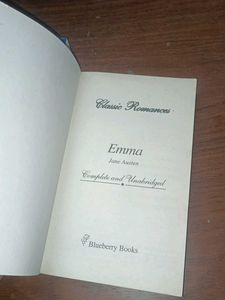 Classic Romances
Emma
Jane Austen
Complete and Unabridged
Blueberry Books